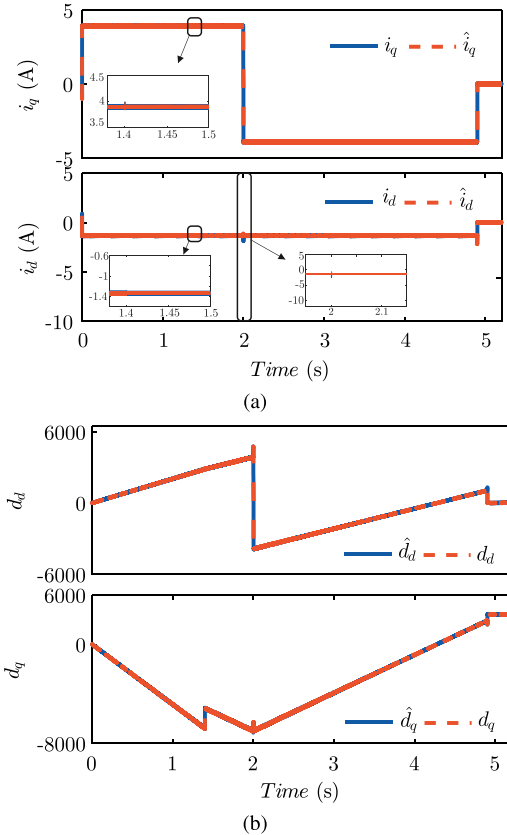 5
0
-5
i_q (A)
i_q
î_q
4.5
4
3.5
1.4
1.45
1.5
5
0
-5
-10
i_d (A)
i_d
î_d
-0.6
-1
-1.4
1.4
1.45
1.5
5
0
-5
-10
2
2.1
0 1 2 3 4 5
Time (s)
(a)
6000
0
-6000
d_d
d̂_d
d_d
6000
0
-8000
d_q
d̂_q
d_q
0 1 2 3 4 5
Time (s)
(b)